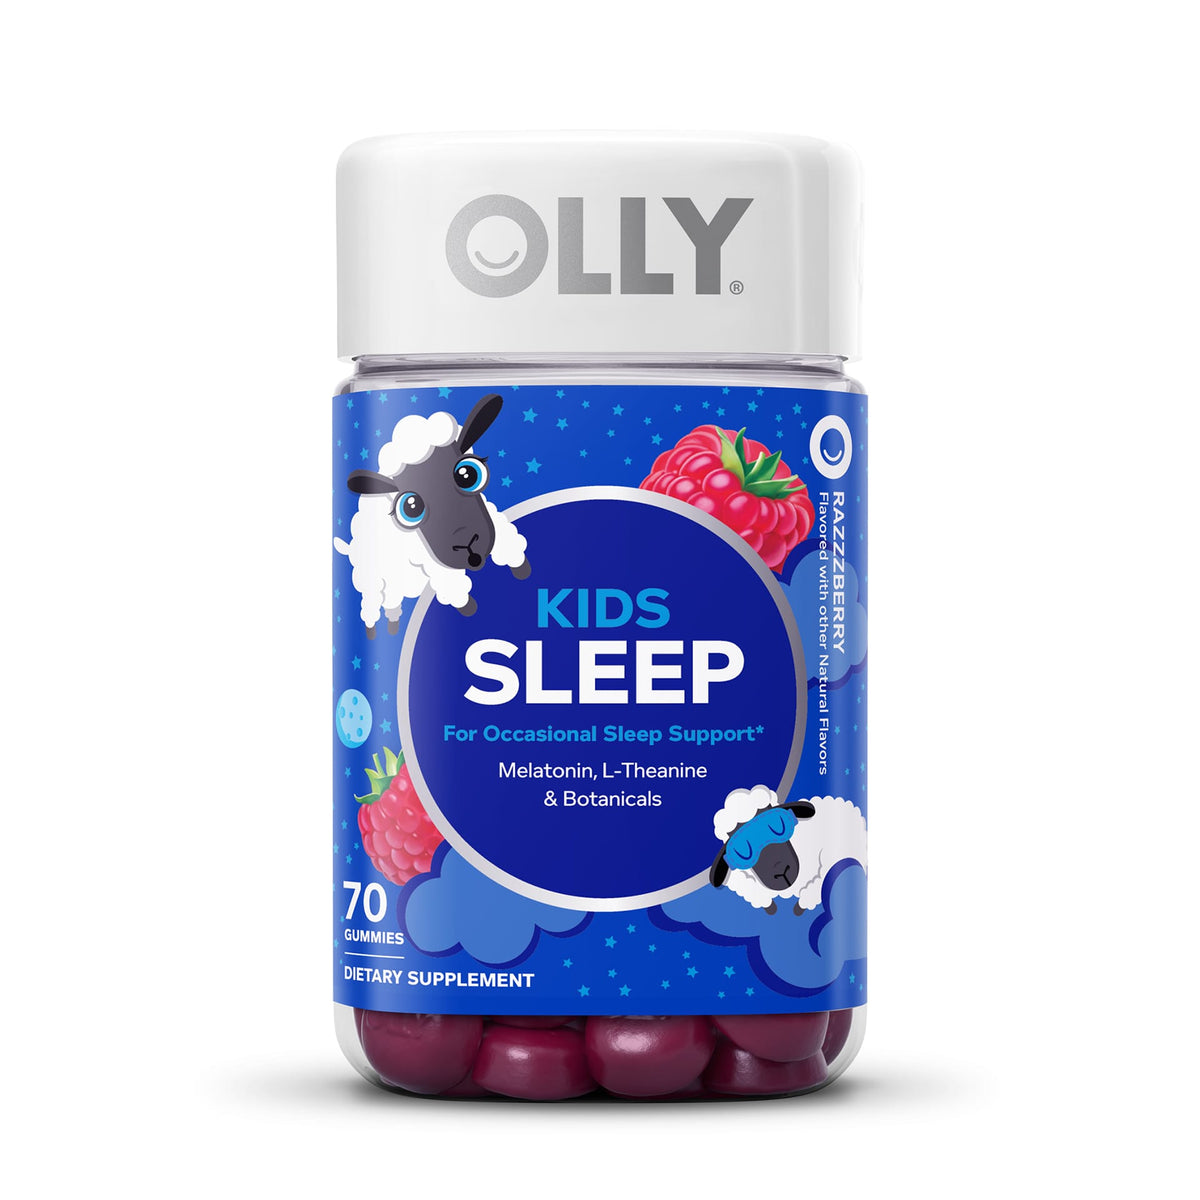 OLLY®
RAZZZBERRY
Flavored with other Natural Flavors
KIDS
SLEEP
For Occasional Sleep Support*
Melatonin, L-Theanine
& Botanicals
70
GUMMIES
DIETARY SUPPLEMENT